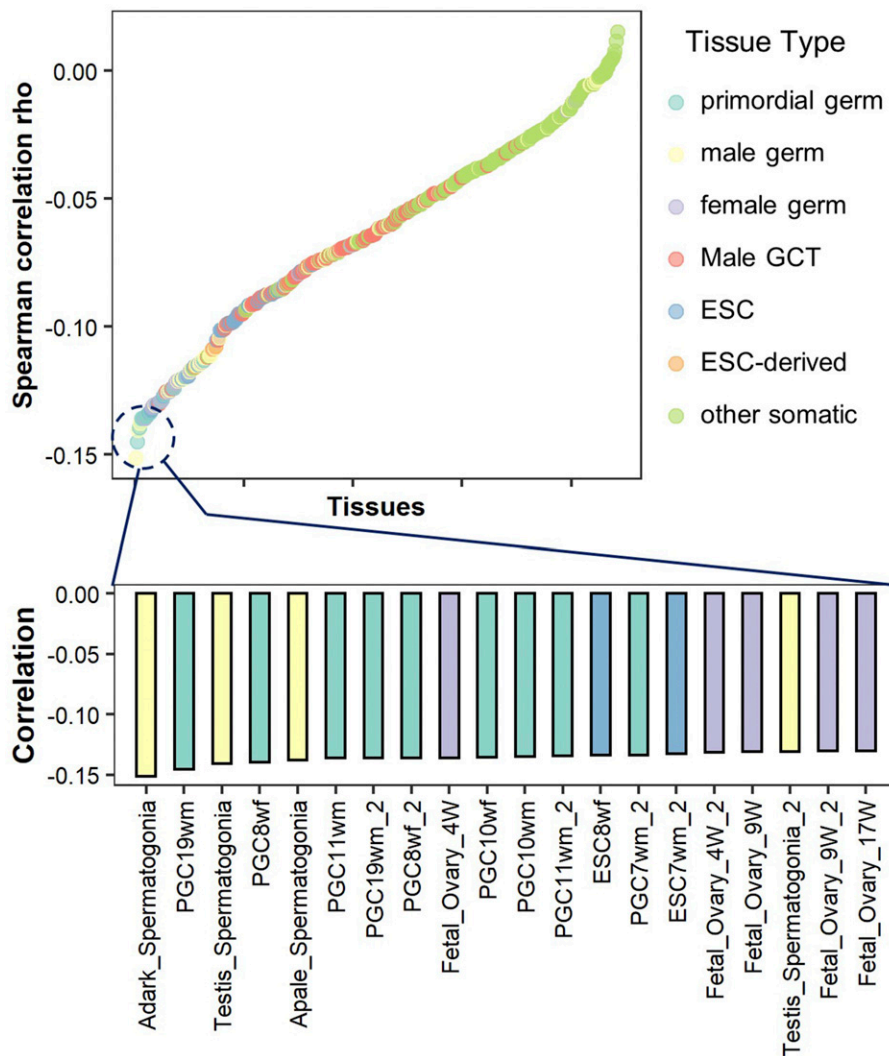 Spearman correlation rho
0.00
-0.05
-0.10
-0.15
Tissues
Tissue Type
primordial germ
male germ
female germ
Male GCT
ESC
ESC-derived
other somatic
Correlation
0.00
-0.05
-0.10
-0.15
Adark_Spermatogonia
PGC19wm
Testis_Spermatogonia
PGC8wf
Apale_Spermatogonia
PGC11wm
PGC19wm_2
PGC8wf_2
Fetal_Ovary_4W
PGC10wf
PGC10wm
PGC11wm_2
ESC8wf
PGC7wm_2
ESC7wm_2
Fetal_Ovary_4W_2
Fetal_Ovary_9W
Testis_Spermatogonia_2
Fetal_Ovary_9W_2
Fetal_Ovary_17W